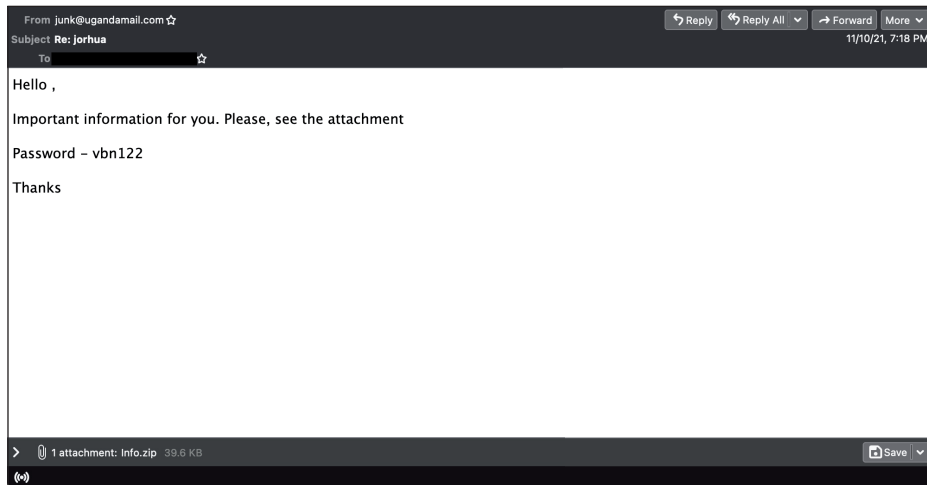 From junk@ugandamail.com
Reply
Reply All
Forward
More
Subject Re: jorhua
11/10/21, 7:18 PM
To
Hello ,
Important information for you. Please, see the attachment
Password – vbn122
Thanks
1 attachment: Info.zip 39.6 KB
Save